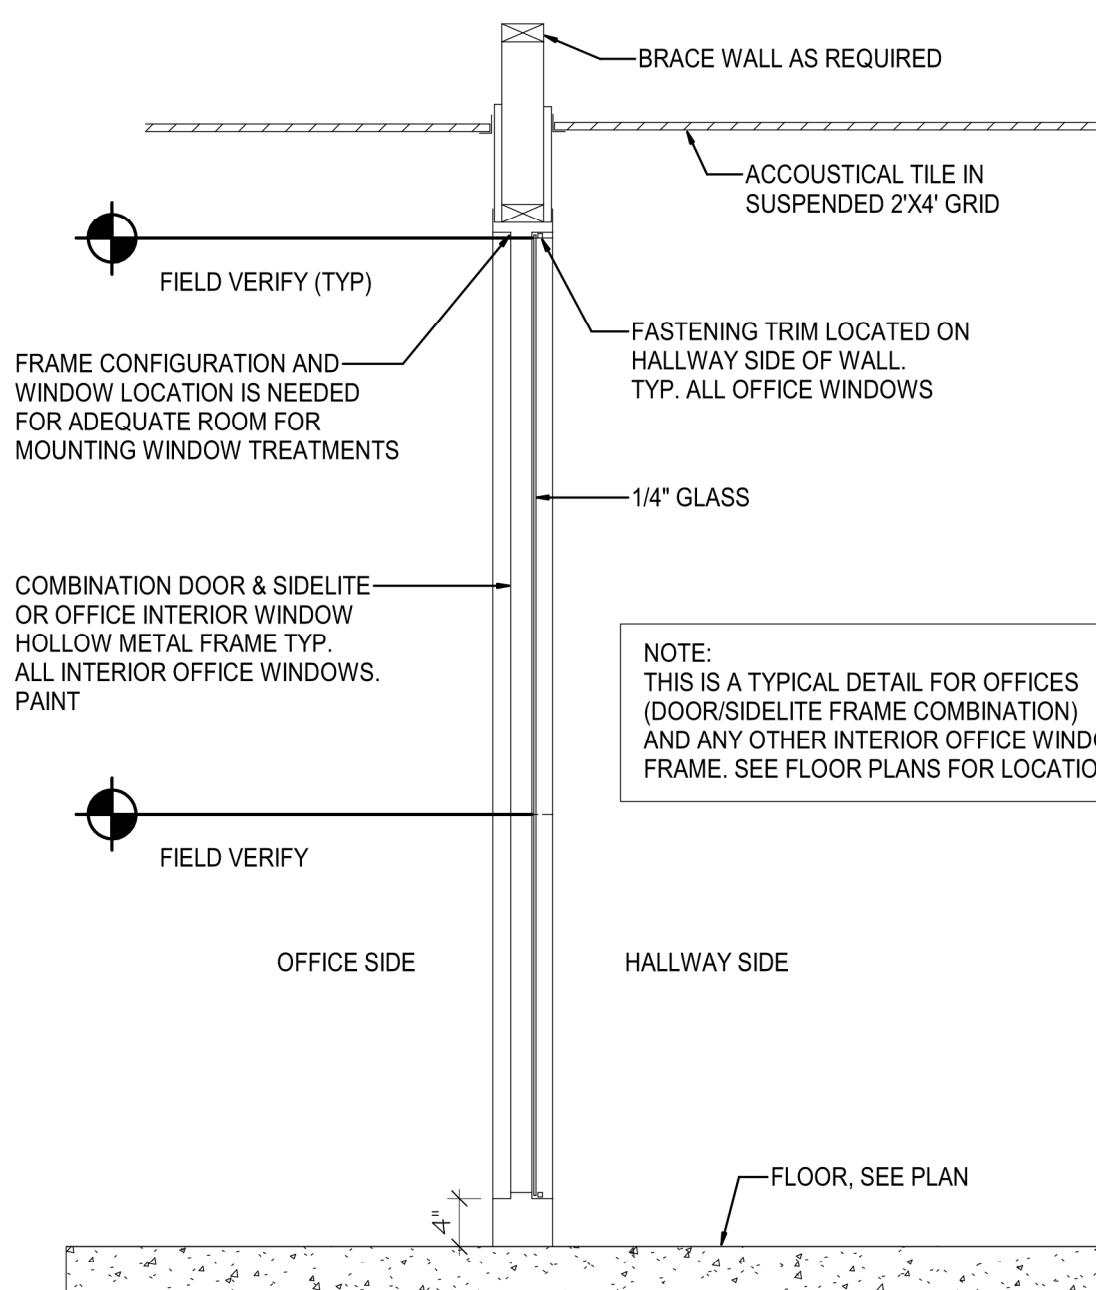 BRACE WALL AS REQUIRED
ACCOUSTICAL TILE IN
SUSPENDED 2'X4' GRID
FIELD VERIFY (TYP)
FRAME CONFIGURATION AND
WINDOW LOCATION IS NEEDED
FOR ADEQUATE ROOM FOR
MOUNTING WINDOW TREATMENTS
FASTENING TRIM LOCATED ON
HALLWAY SIDE OF WALL.
TYP. ALL OFFICE WINDOWS
1/4" GLASS
COMBINATION DOOR & SIDELITE
OR OFFICE INTERIOR WINDOW
HOLLOW METAL FRAME TYP.
ALL INTERIOR OFFICE WINDOWS.
PAINT
NOTE:
THIS IS A TYPICAL DETAIL FOR OFFICES
(DOOR/SIDELITE FRAME COMBINATION)
AND ANY OTHER INTERIOR OFFICE
FRAME. SEE FLOOR PLANS FOR
FIELD VERIFY
OFFICE SIDE
HALLWAY SIDE
FLOOR, SEE PLAN
4"